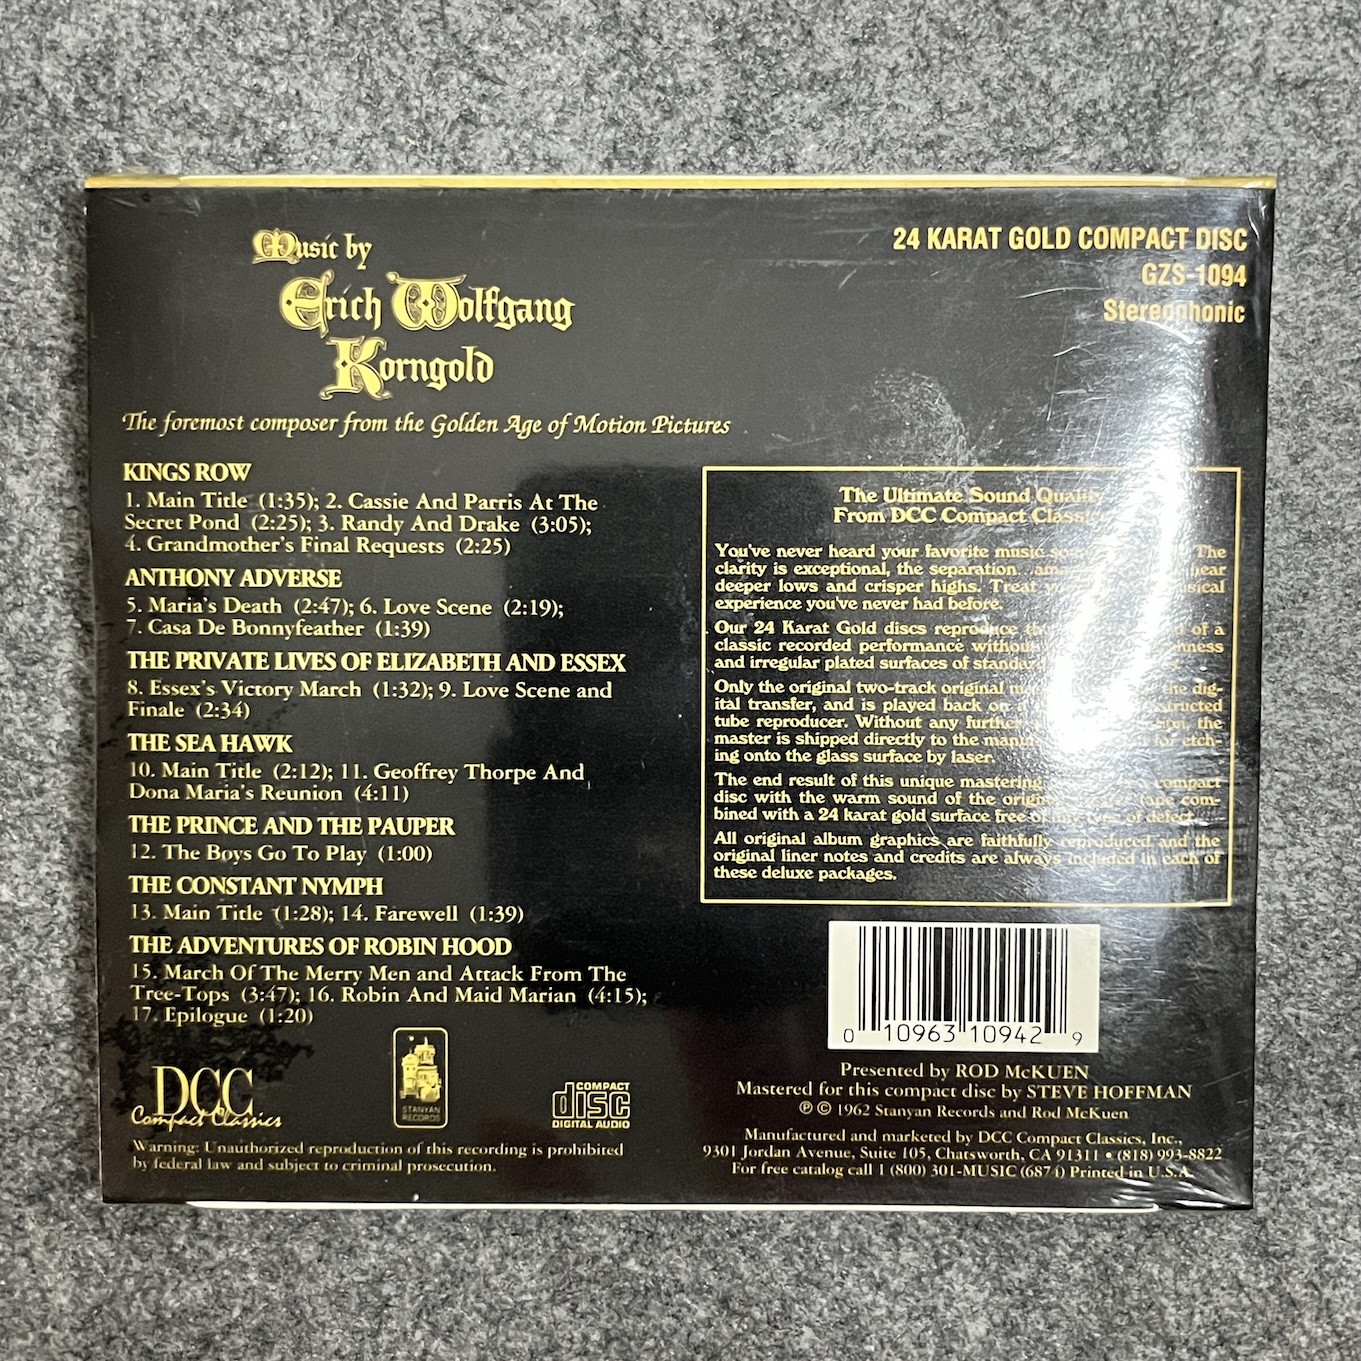 Music by
Erich Wolfgang
Korngold
The foremost composer from the Golden Age of Motion Pictures
24 KARAT GOLD COMPACT DISC
GZS-1094
Stereophonic
KINGS ROW
1. Main Title (1:35); 2. Cassie And Parris At The
Secret Pond (2:25); 3. Randy And Drake (3:05);
4. Grandmother's Final Requests (2:25)
ANTHONY ADVERSE
5. Maria's Death (2:47); 6. Love Scene (2:19);
7. Casa De Bonnyfeather (1:39)
THE PRIVATE LIVES OF ELIZABETH AND ESSEX
8. Essex's Victory March (1:32); 9. Love Scene and
Finale (2:34)
THE SEA HAWK
10. Main Title (2:12); 11. Geoffrey Thorpe And
Dona Maria's Reunion (4:11)
THE PRINCE AND THE PAUPER
12. The Boys Go To Play (1:00)
THE CONSTANT NYMPH
13. Main Title (1:28); 14. Farewell (1:39)
THE ADVENTURES OF ROBIN HOOD
15. March Of The Merry Men and Attack From The
Tree-Tops (3:47); 16. Robin And Maid Marian (4:15);
17. Epilogue (1:20)
DCC
Compact Classics
STANYAN
RECORDS
COMPACT
disc
DIGITAL AUDIO
Warning: Unauthorized reproduction of this recording is prohibited
by federal law and subject to criminal prosecution.
The Ultimate Sound Quality
From DCC Compact Classics
You've never heard your favorite music The
clarity is exceptional, the separation
deeper lows and crisper highs. Treat
experience you've never had before.
Our 24 Karat Gold discs reproduce of a
classic recorded performance without
and irregular plated surfaces of standard
Only the original two-track original the dig-
ital transfer, and is played back on a
tube reproducer. Without any further the
master is shipped directly to the for etch-
ing onto the glass surface by laser.
The end result of this unique mastering compact
disc with the warm sound of the original tape com-
bined with a 24 karat gold surface free of any type of defect.
All original album graphics are faithfully reproduced and the
original liner notes and credits are always included in each of
these deluxe packages.
0 10963 10942 9
Presented by ROD McKUEN
Mastered for this compact disc by STEVE HOFFMAN
℗ © 1962 Stanyan Records and Rod McKuen
Manufactured and marketed by DCC Compact Classics, Inc.,
9301 Jordan Avenue, Suite 105, Chatsworth, CA 91311 • (818) 993-8822
For free catalog call 1 (800) 301-MUSIC (6874) Printed in U.S.A.